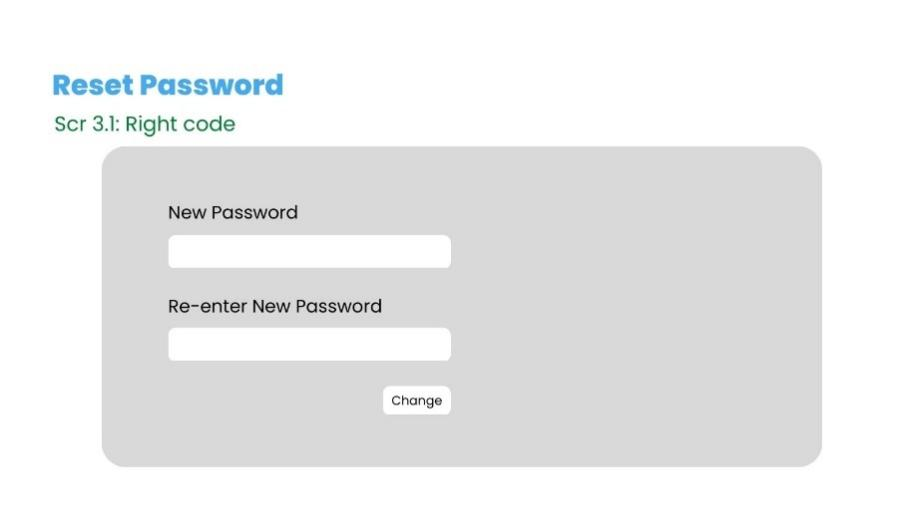 Reset Password
Scr 3.1: Right code
New Password
Re-enter New Password
Change